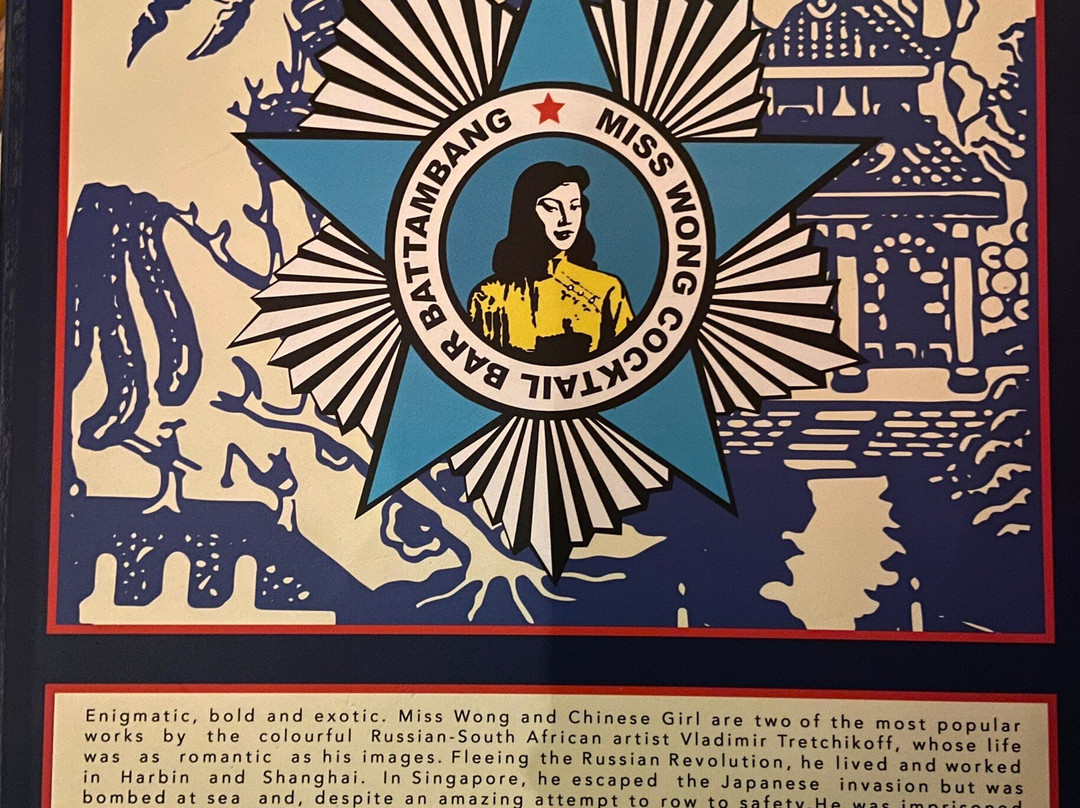 MISS WONG COCKTAIL BAR BATTAMBANG
Enigmatic, bold and exotic. Miss Wong and Chinese Girl are two of the most popular
works by the colourful Russian-South African artist Vladimir Tretchikoff, whose life
was as romantic as his images. Fleeing the Russian Revolution, he lived and worked
in Harbin and Shanghai. In Singapore, he escaped the Japanese invasion but was
bombed at sea and, despite an amazing attempt to row to safety. He was